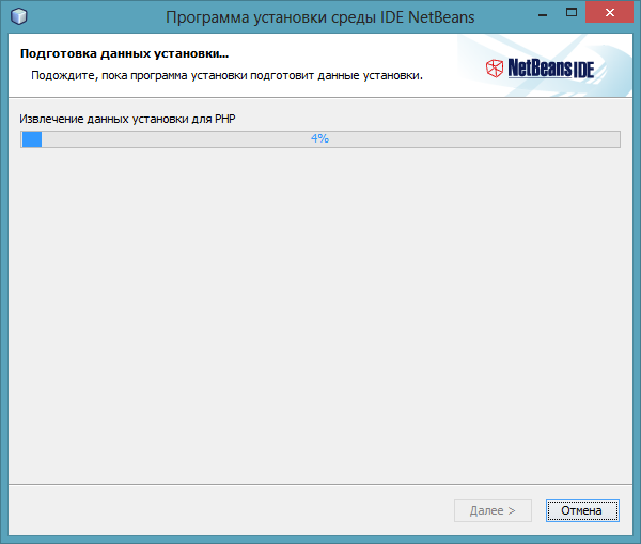 Программа установки среды IDE NetBeans
Подготовка данных установки...
Подождите, пока программа установки подготовит данные установки.
NetBeans IDE
Извлечение данных установки для PHP
4%
Далее >
Отмена